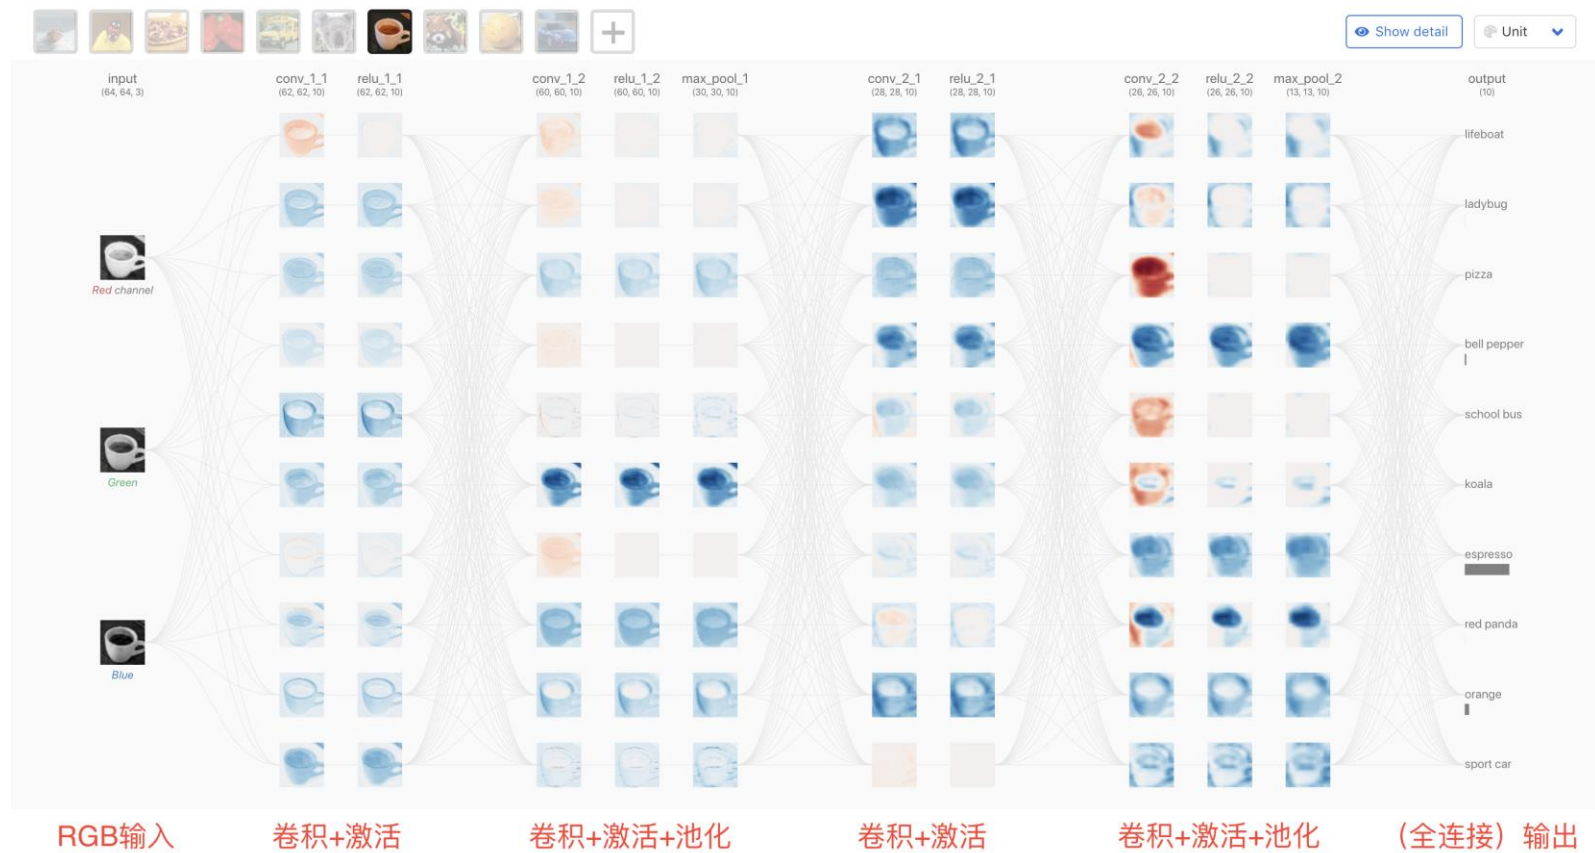 Show detail
Unit
input
(64, 64, 3)
conv_1_1
(62, 62, 10)
relu_1_1
(62, 62, 10)
conv_1_2
(60, 60, 10)
relu_1_2
(60, 60, 10)
max_pool_1
(30, 30, 10)
conv_2_1
(28, 28, 10)
relu_2_1
(28, 28, 10)
conv_2_2
(26, 26, 10)
relu_2_2
(26, 26, 10)
max_pool_2
(13, 13, 10)
output
(10)
Red channel
Green
Blue
lifeboat
ladybug
pizza
bell pepper
school bus
koala
espresso
red panda
orange
sport car
RGB输入
卷积+激活
卷积+激活+池化
卷积+激活
卷积+激活+池化
（全连接）输出